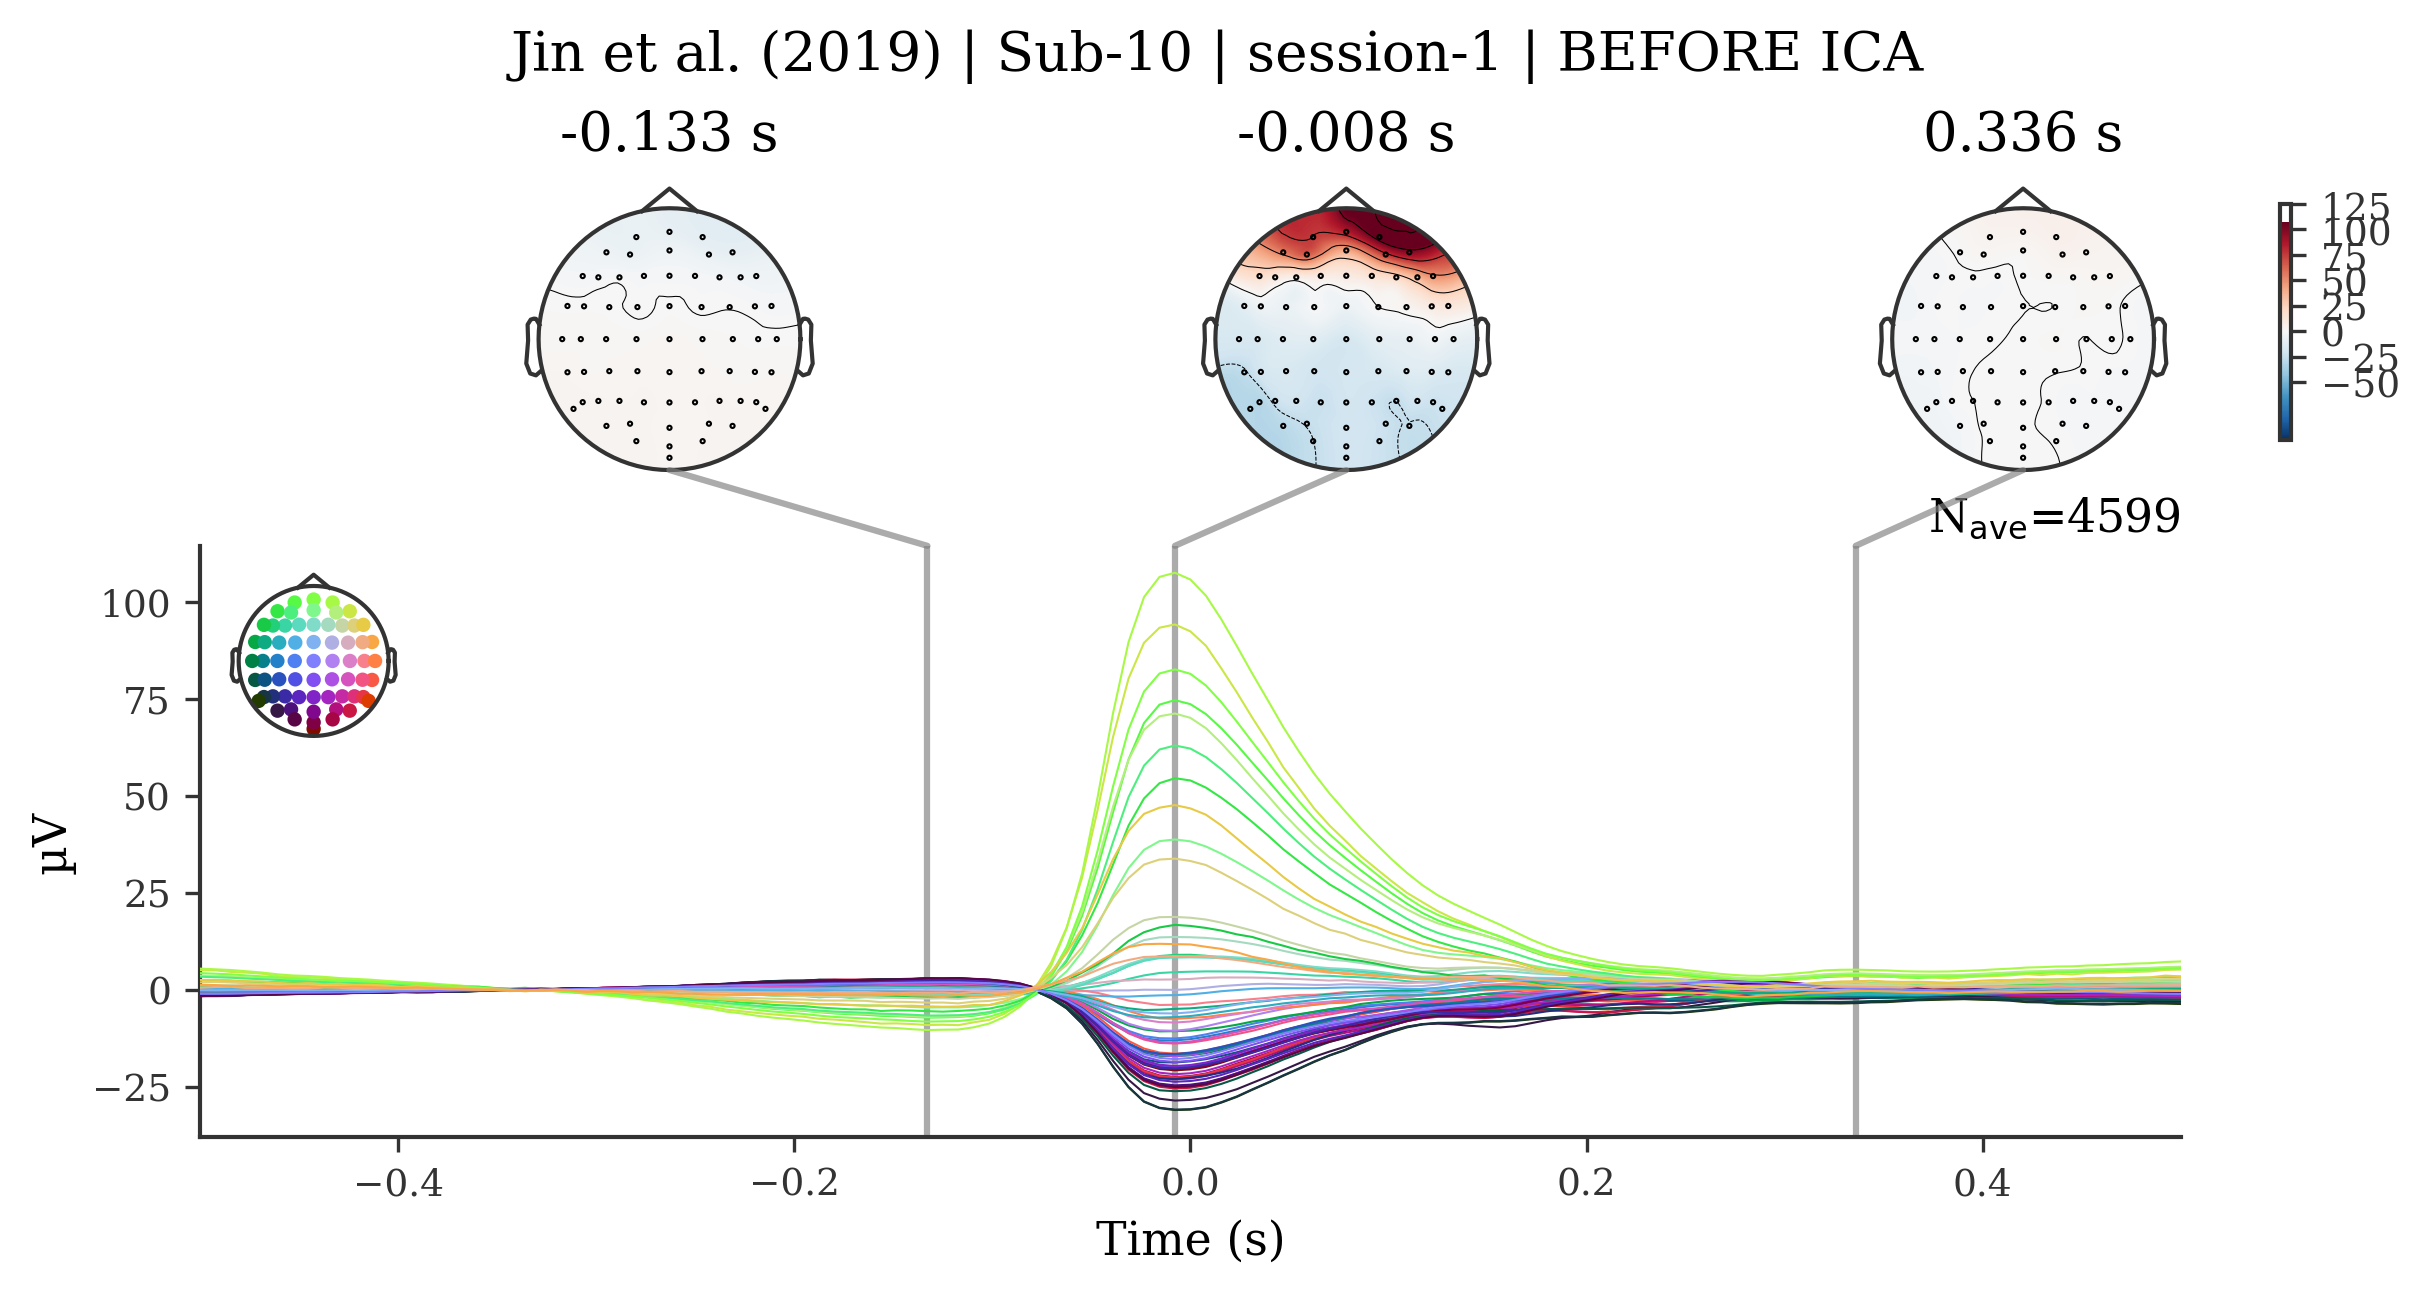 Jin et al. (2019) | Sub-10 | session-1 | BEFORE ICA
-0.133 s
-0.008 s
0.336 s
125
100
75
50
25
0
−25
−50
Nave=4599
100
75
50
25
0
−25
µV
−0.4
−0.2
0.0
0.2
0.4
Time (s)